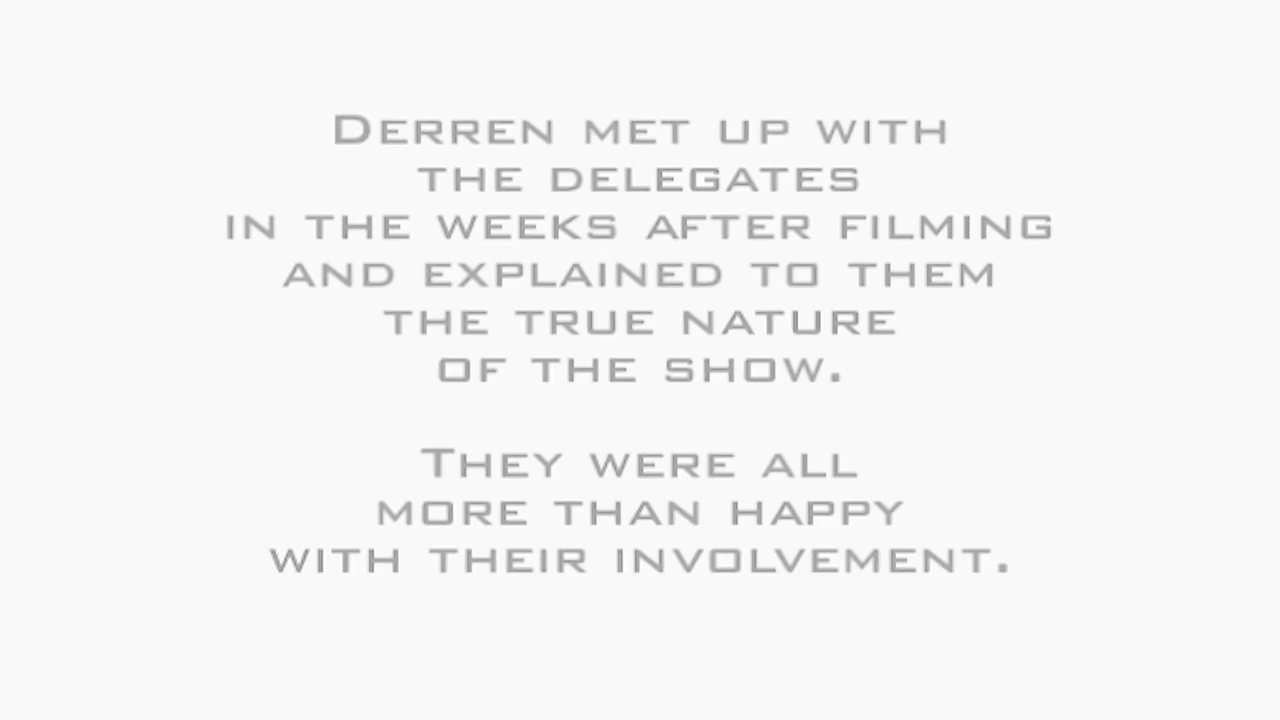 DERREN MET UP WITH
THE DELEGATES
IN THE WEEKS AFTER FILMING
AND EXPLAINED TO THEM
THE TRUE NATURE
OF THE SHOW.
THEY WERE ALL
MORE THAN HAPPY
WITH THEIR INVOLVEMENT.